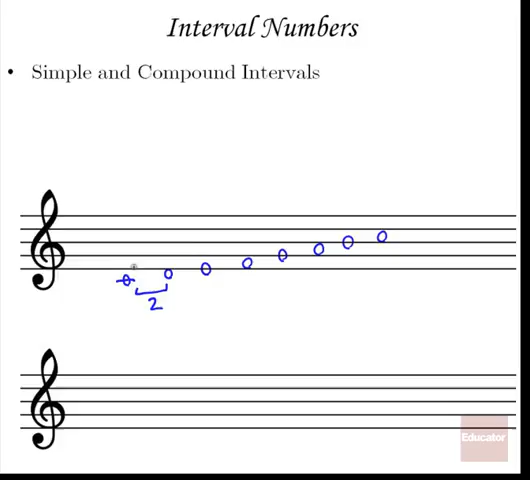 Interval Numbers
• Simple and Compound Intervals
2
Educator